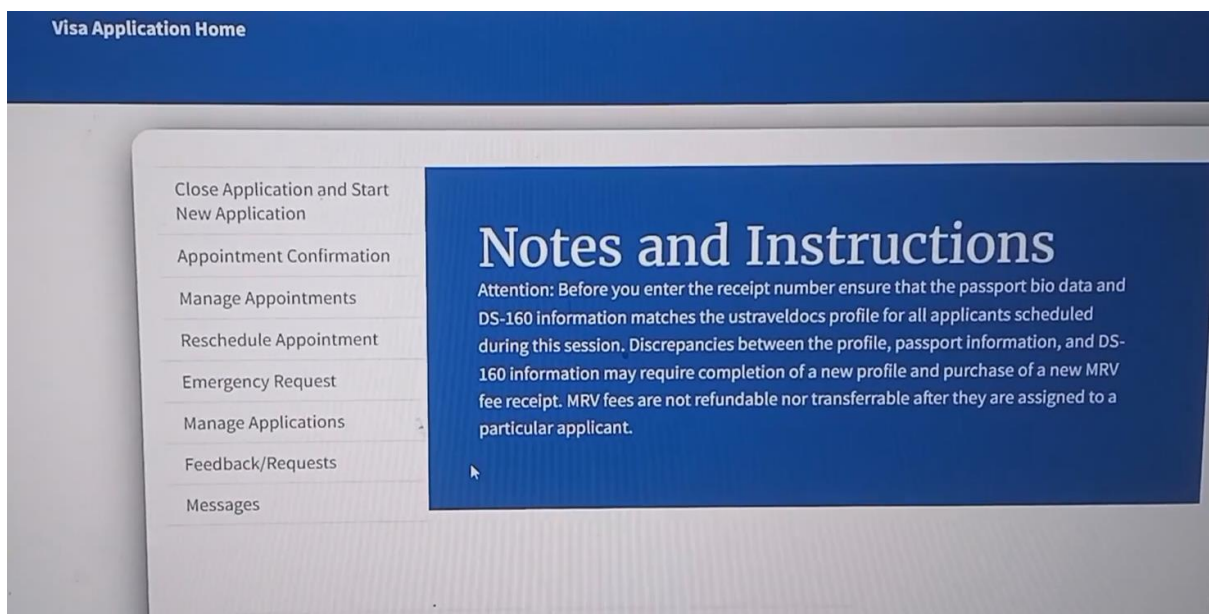 Visa Application Home
Close Application and Start
New Application
Appointment Confirmation
Manage Appointments
Reschedule Appointment
Emergency Request
Manage Applications
Feedback/Requests
Messages
Notes and Instructions
Attention: Before you enter the receipt number ensure that the passport bio data and
DS-160 information matches the ustraveldocs profile for all applicants scheduled
during this session. Discrepancies between the profile, passport information, and DS-
160 information may require completion of a new profile and purchase of a new MRV
fee receipt. MRV fees are not refundable nor transferrable after they are assigned to a
particular applicant.